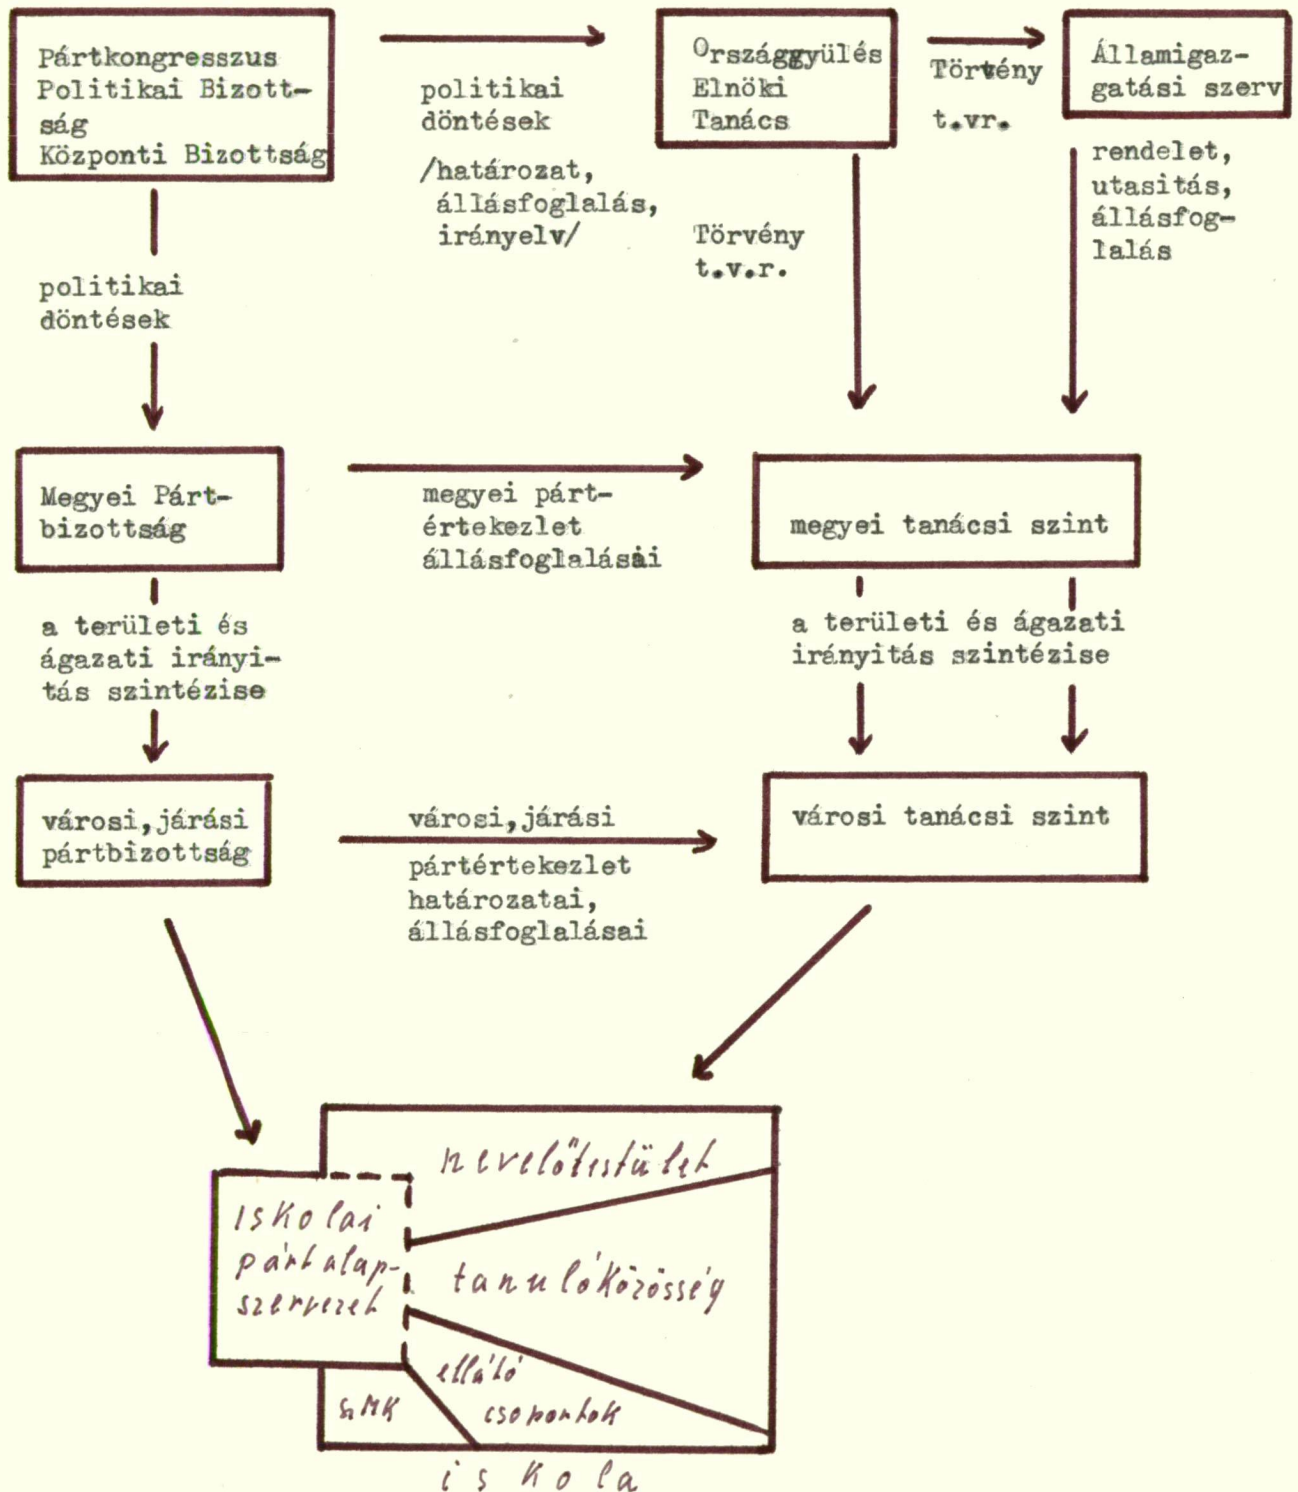 Pártkongresszus
Politikai Bizott-
ság
Központi Bizottság
politikai
döntések
/határozat,
állásfoglalás,
irányelv/
Országgyülés
Elnöki
Tanács
Törvény
t.vr.
Államigaz-
gatási szerv
rendelet,
utasitás,
állásfog-
lalás
Törvény
t.v.r.
politikai
döntések
Megyei Párt-
bizottság
megyei párt-
értekezlet
állásfoglalásai
megyei tanácsi szint
a területi és
ágazati irányi-
tás szintézise
a területi és ágazati
irányitás szintézise
városi,járási
pártbizottság
városi,járási
pártértekezlet
határozatai,
állásfoglalásai
városi tanácsi szint
nevelőtestület
Iskolai
pártalap-
szervezet
tanulóközösség
ellátó
csoportok
SzMK
iskola